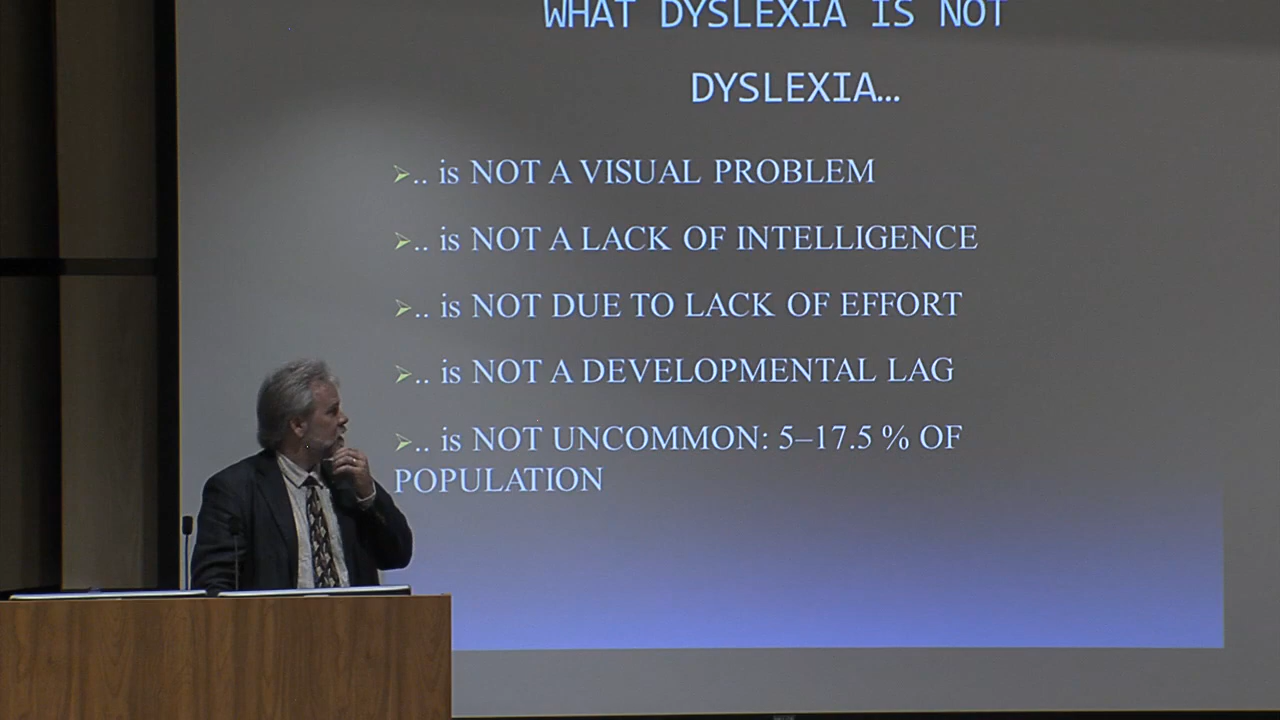 WHAT DYSLEXIA IS NOT
DYSLEXIA...
.. is NOT A VISUAL PROBLEM
.. is NOT A LACK OF INTELLIGENCE
.. is NOT DUE TO LACK OF EFFORT
.. is NOT A DEVELOPMENTAL LAG
.. is NOT UNCOMMON: 5–17.5 % OF
POPULATION